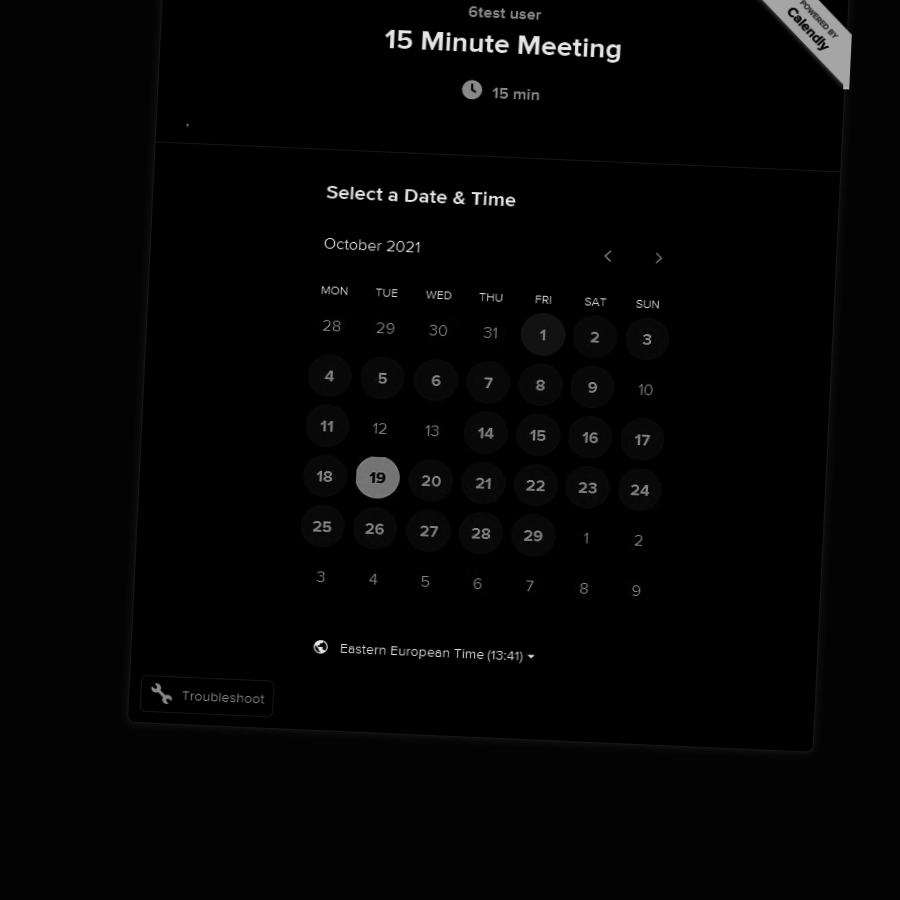 6test user
15 Minute Meeting
15 min
POWERED BY
Calendly
Select a Date & Time
October 2021
MON TUE WED THU FRI SAT SUN
28 29 30 31 1 2 3
4 5 6 7 8 9 10
11 12 13 14 15 16 17
18 19 20 21 22 23 24
25 26 27 28 29 1 2
3 4 5 6 7 8 9
Eastern European Time (13:41)
Troubleshoot